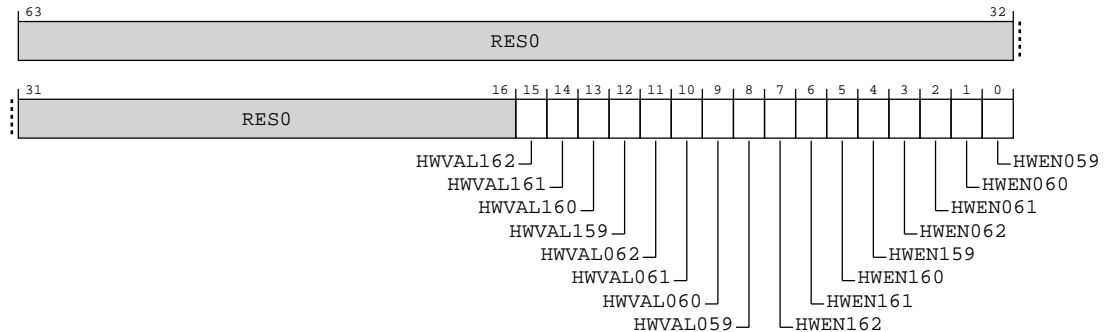 63 32
RES0
31 16 15 14 13 12 11 10 9 8 7 6 5 4 3 2 1 0
RES0
HWVAL162 HWEN059
HWVAL161 HWEN060
HWVAL160 HWEN061
HWVAL159 HWEN062
HWVAL062 HWEN159
HWVAL061 HWEN160
HWVAL060 HWEN161
HWVAL059 HWEN162